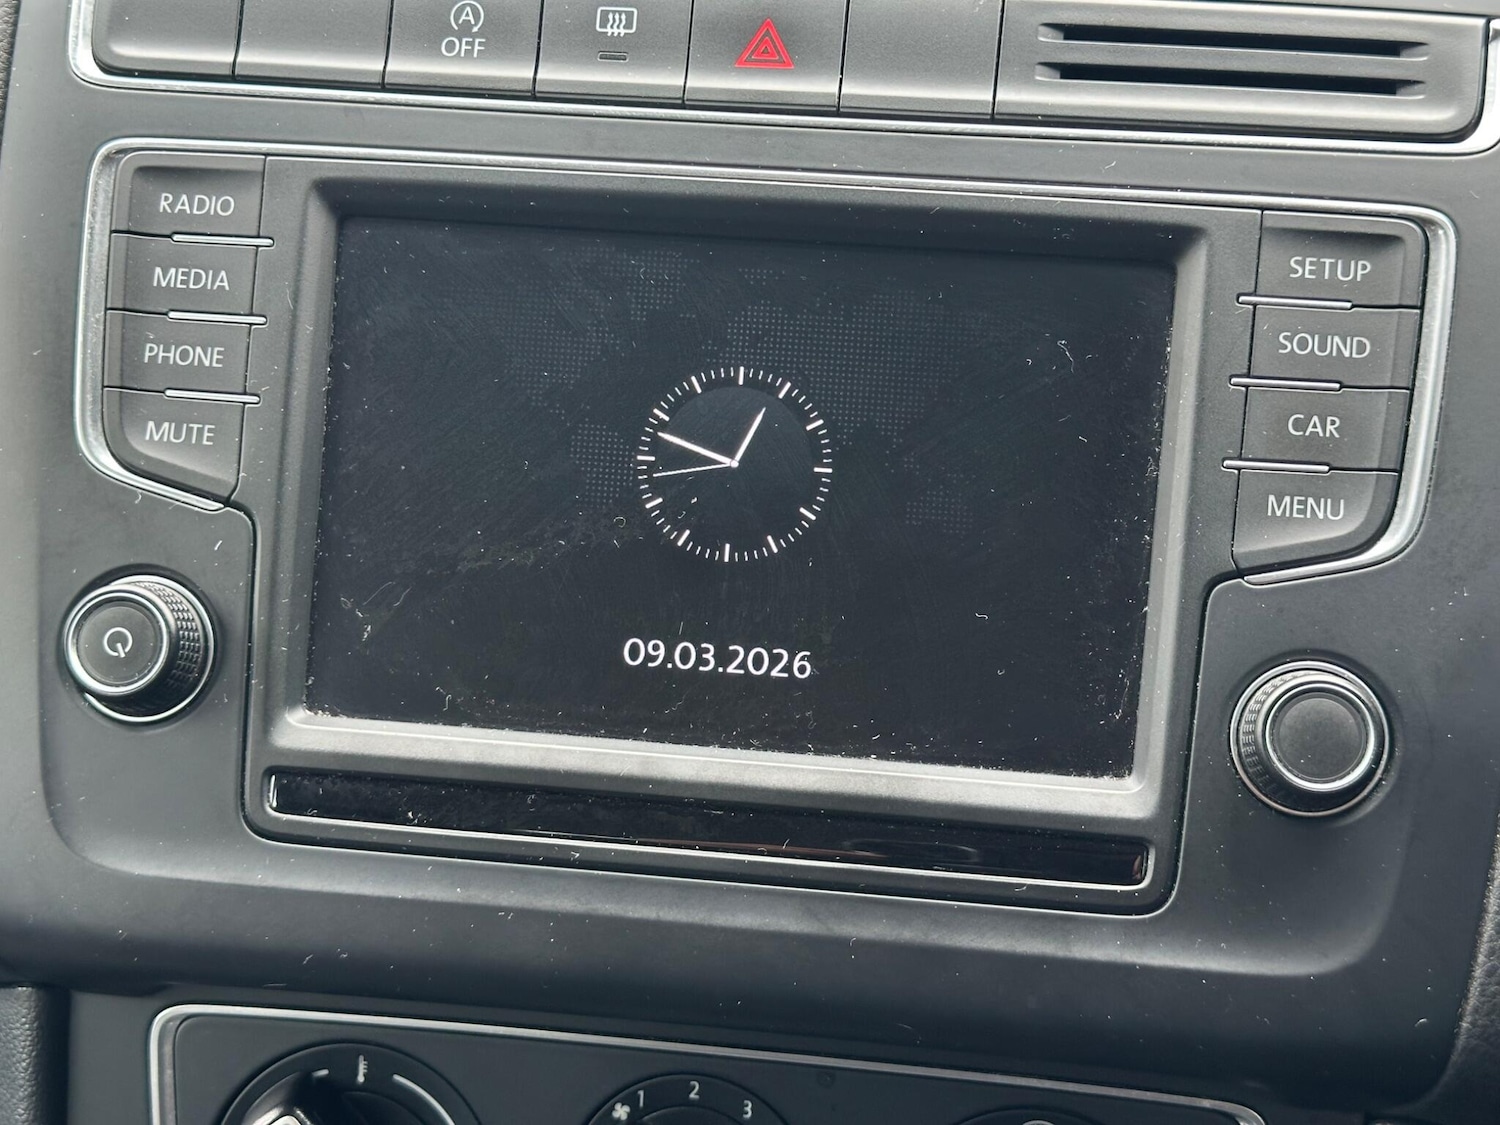 A
OFF
RADIO
MEDIA
PHONE
MUTE
SETUP
SOUND
CAR
MENU
09.03.2026
1 2 3